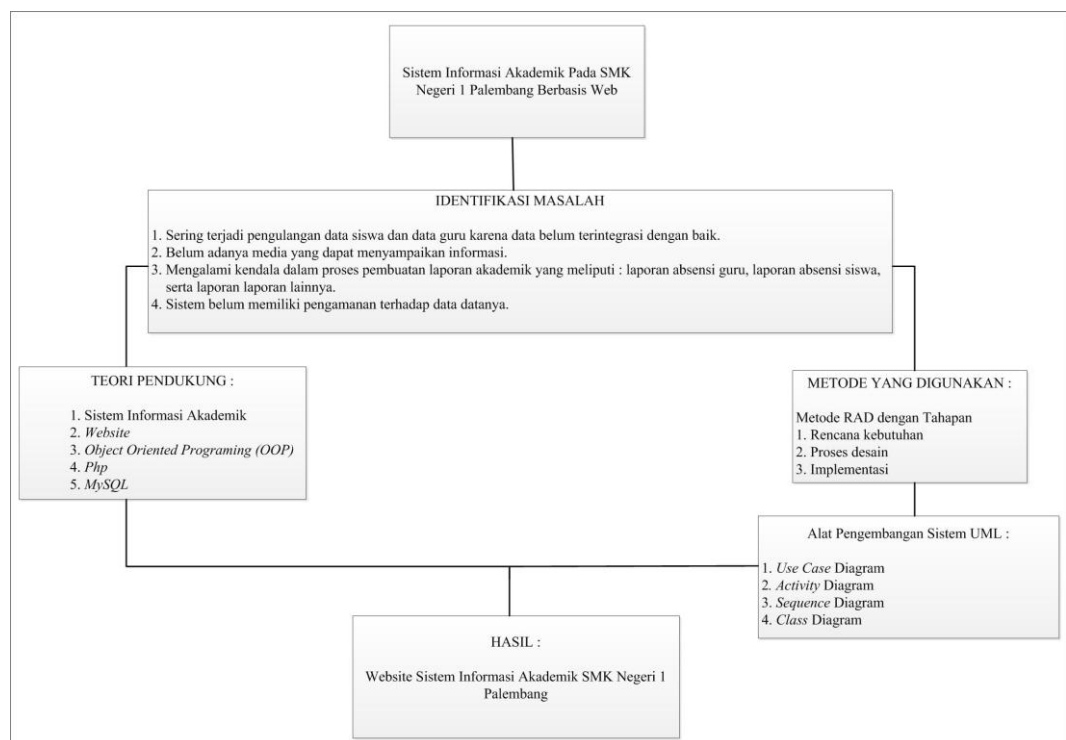 Sistem Informasi Akademik Pada SMK
Negeri 1 Palembang Berbasis Web
IDENTIFIKASI MASALAH
1. Sering terjadi pengulangan data siswa dan data guru karena data belum terintegrasi dengan baik.
2. Belum adanya media yang dapat menyampaikan informasi.
3. Mengalami kendala dalam proses pembuatan laporan akademik yang meliputi : laporan absensi guru, laporan absensi siswa,
serta laporan laporan lainnya.
4. Sistem belum memiliki pengamanan terhadap data datanya.
TEORI PENDUKUNG :
1. Sistem Informasi Akademik
2. Website
3. Object Oriented Programing (OOP)
4. Php
5. MySQL
METODE YANG DIGUNAKAN :
Metode RAD dengan Tahapan
1. Rencana kebutuhan
2. Proses desain
3. Implementasi
Alat Pengembangan Sistem UML :
1. Use Case Diagram
2. Activity Diagram
3. Sequence Diagram
4. Class Diagram
HASIL :
Website Sistem Informasi Akademik SMK Negeri 1
Palembang